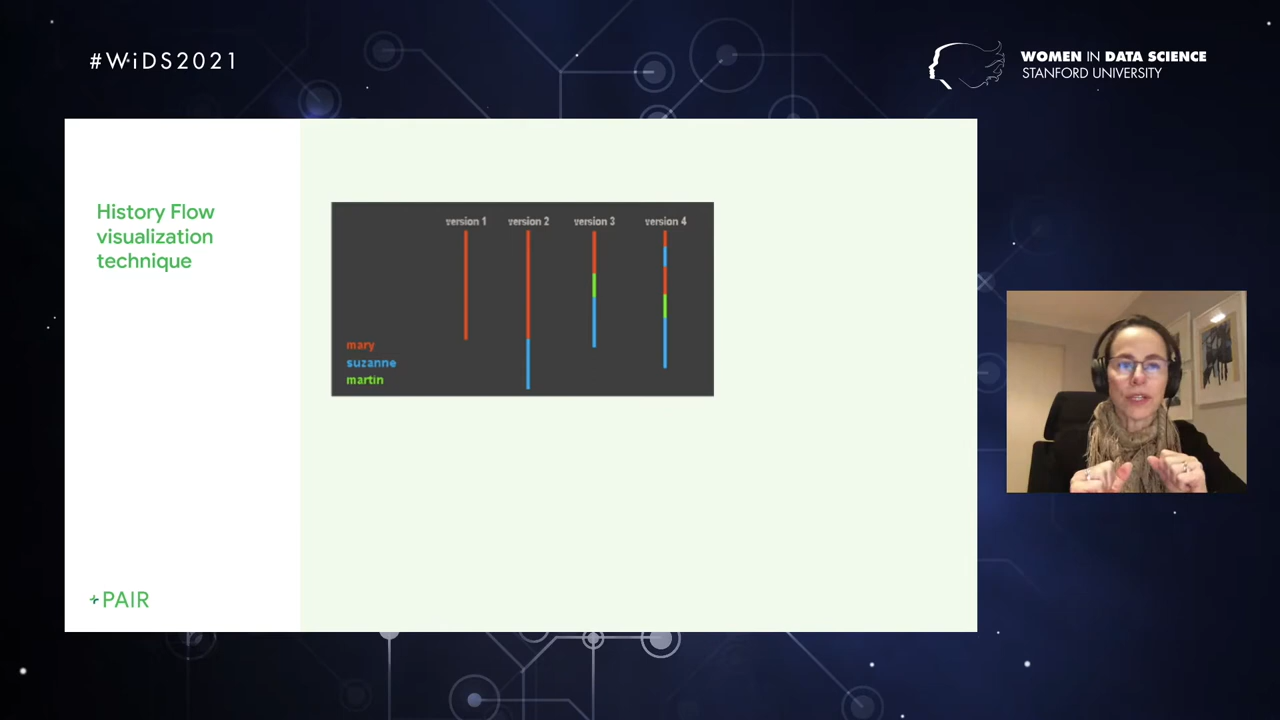 #WiDS2021
WOMEN IN DATA SCIENCE
STANFORD UNIVERSITY
History Flow
visualization
technique
version 1 version 2 version 3 version 4
mary
suzanne
martin
+PAIR